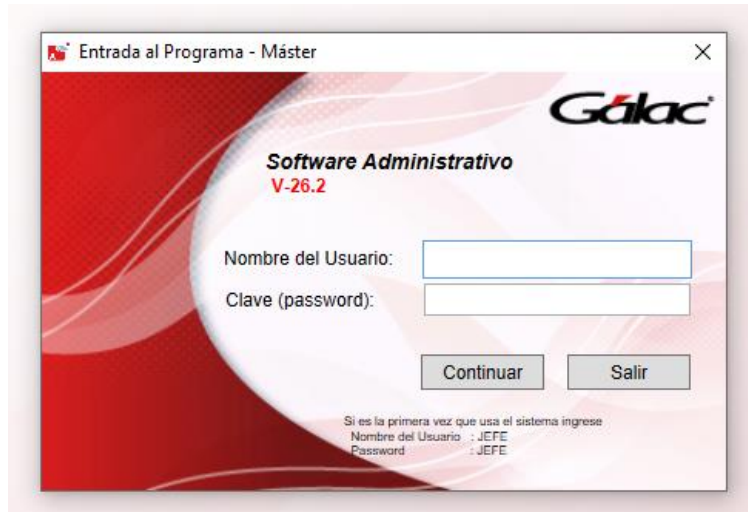 Entrada al Programa - Máster
Gálac
Software Administrativo
V-26.2
Nombre del Usuario:
Clave (password):
Continuar Salir
Si es la primera vez que usa el sistema ingrese
Nombre del Usuario : JEFE
Password : JEFE